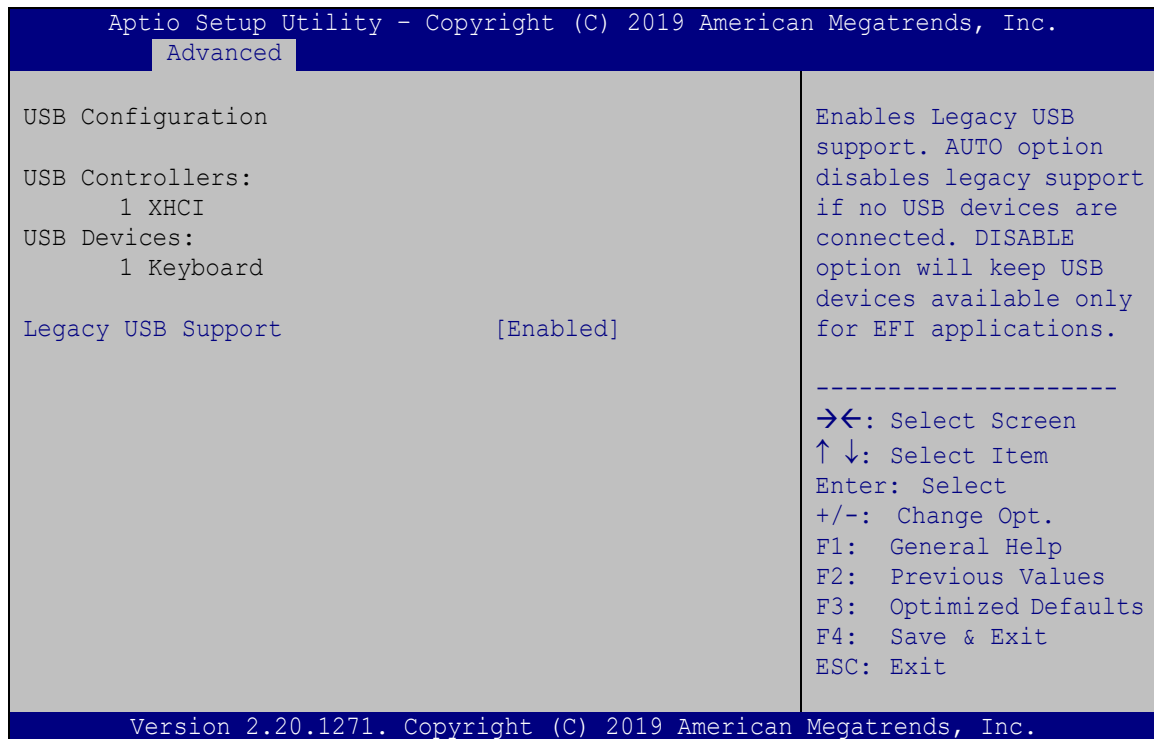 Aptio Setup Utility – Copyright (C) 2019 American Megatrends, Inc.
Advanced
USB Configuration
USB Controllers:
1 XHCI
USB Devices:
1 Keyboard
Legacy USB Support [Enabled]
Enables Legacy USB
support. AUTO option
disables legacy support
if no USB devices are
connected. DISABLE
option will keep USB
devices available only
for EFI applications.
----------------------
→←: Select Screen
↑ ↓: Select Item
Enter: Select
+/-: Change Opt.
F1: General Help
F2: Previous Values
F3: Optimized Defaults
F4: Save & Exit
ESC: Exit
Version 2.20.1271. Copyright (C) 2019 American Megatrends, Inc.